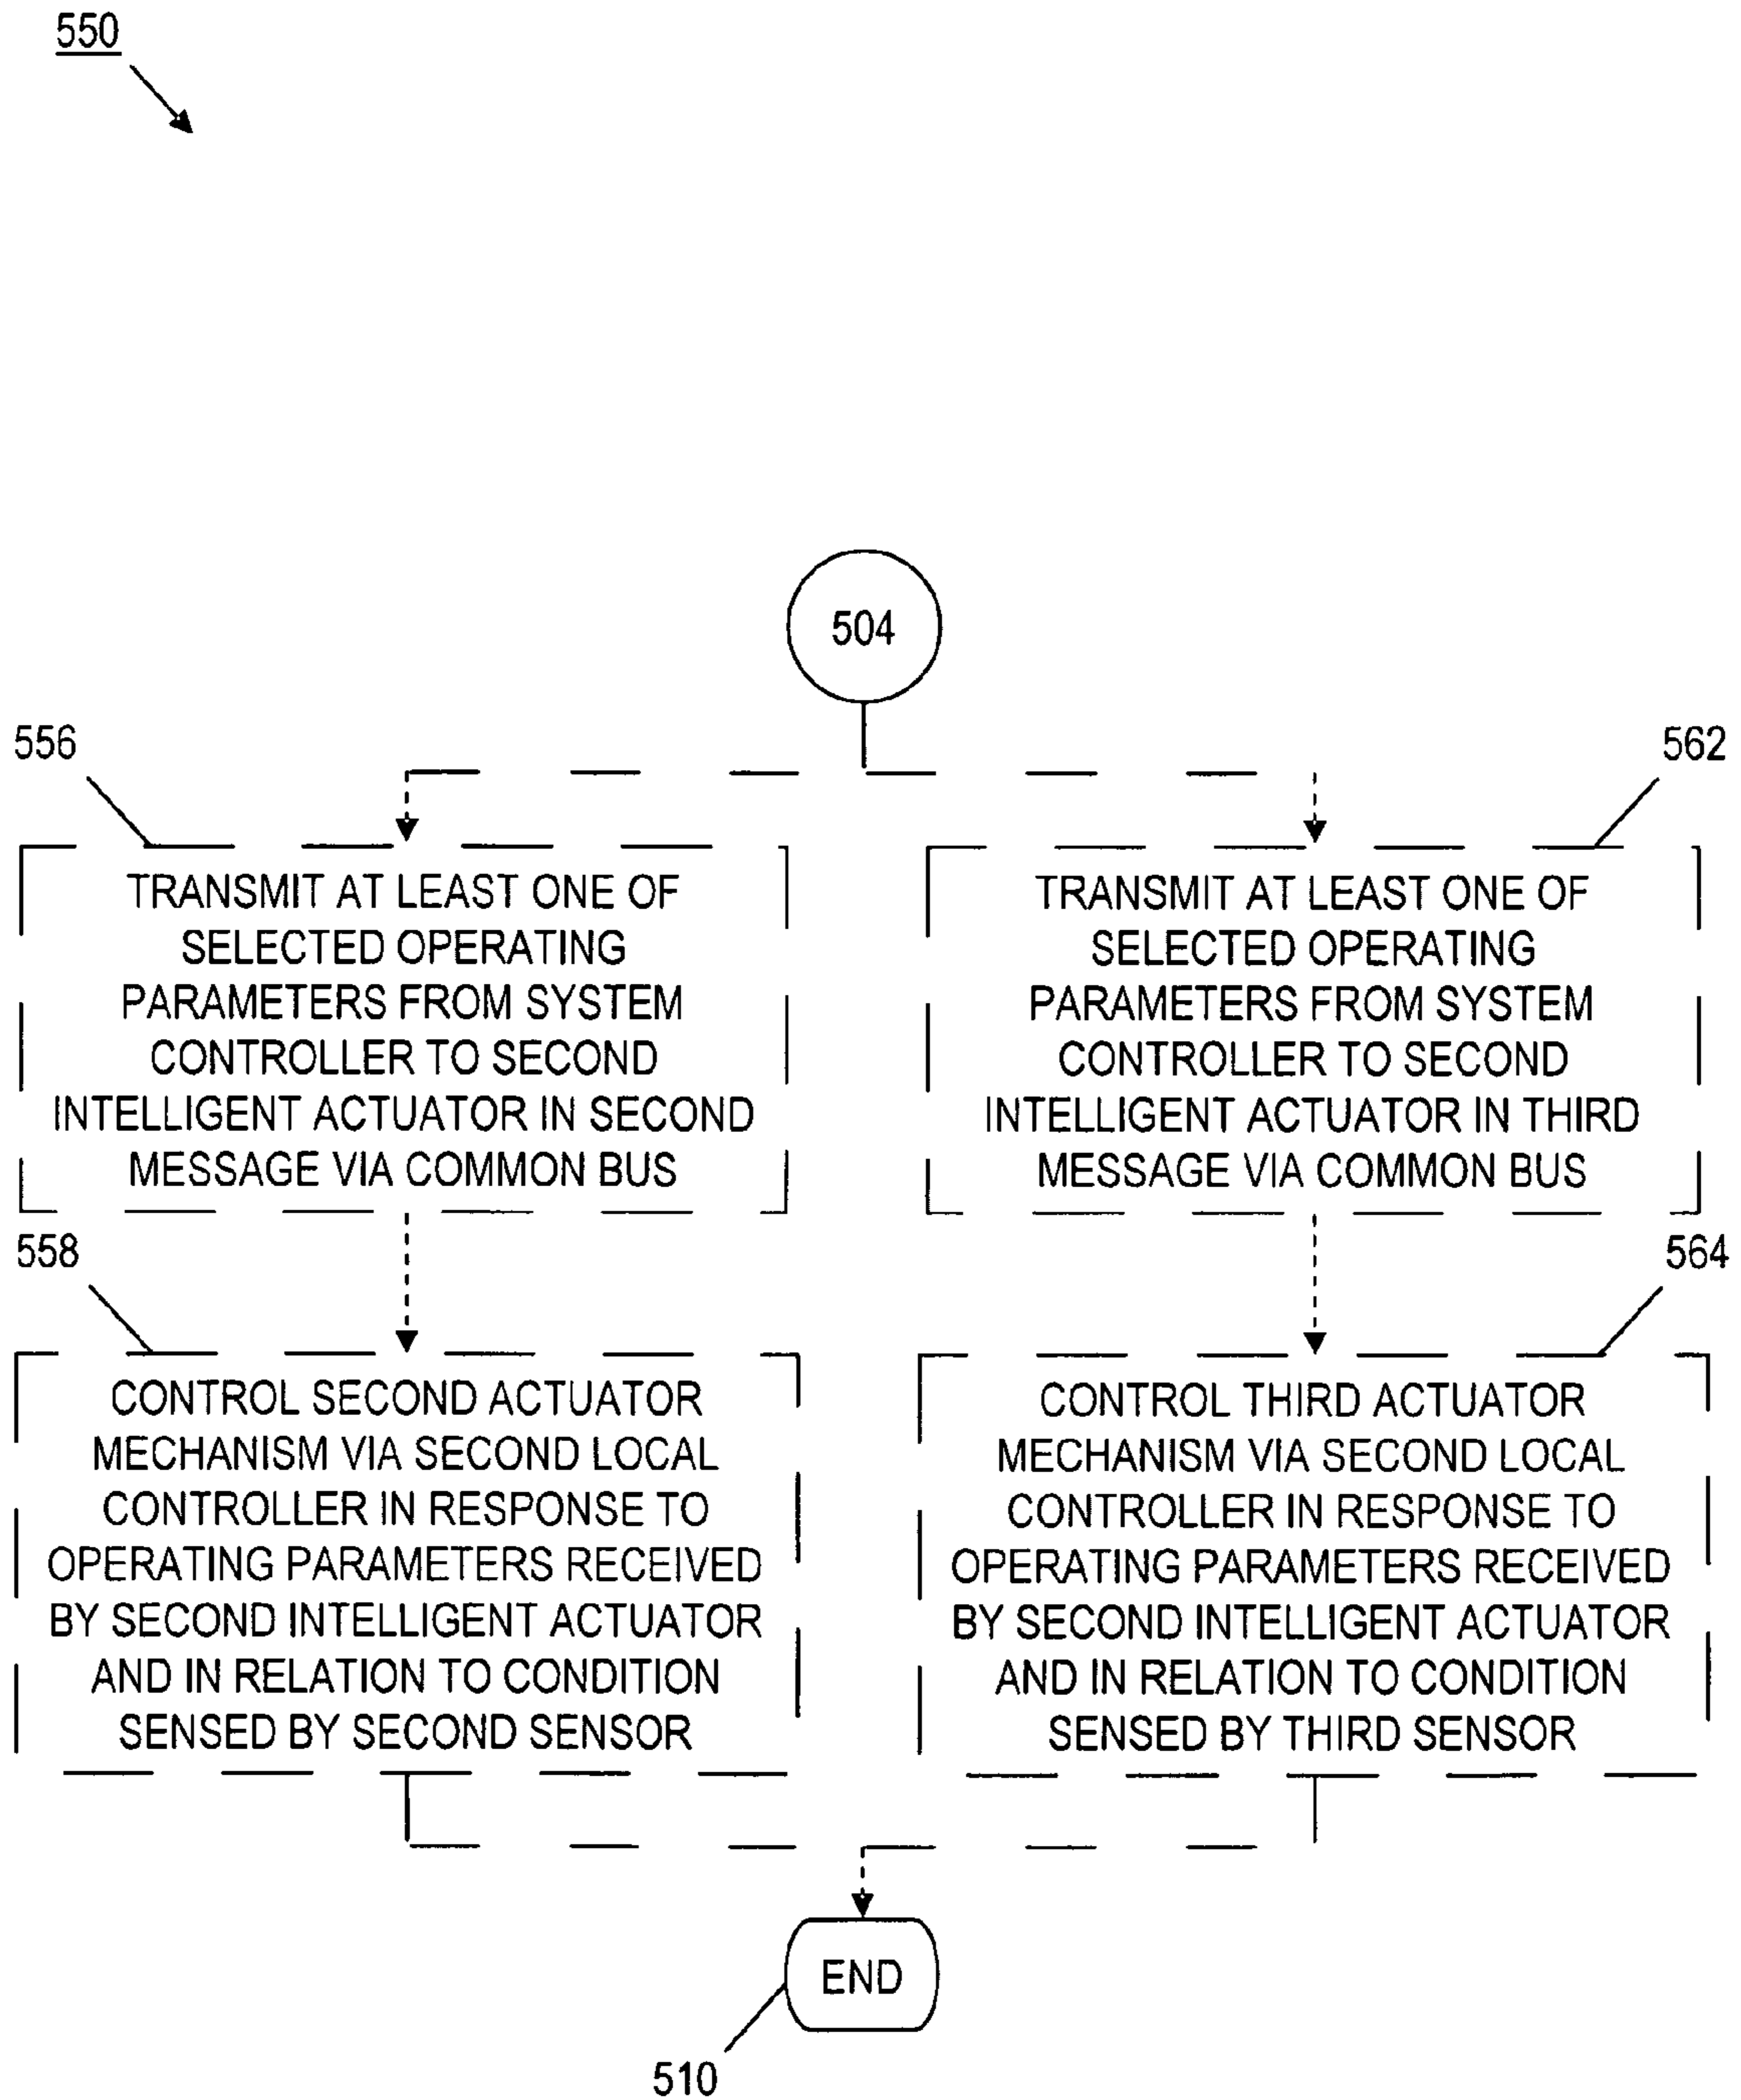 550
504
556
562
TRANSMIT AT LEAST ONE OF
SELECTED OPERATING
PARAMETERS FROM SYSTEM
CONTROLLER TO SECOND
INTELLIGENT ACTUATOR IN SECOND
MESSAGE VIA COMMON BUS
TRANSMIT AT LEAST ONE OF
SELECTED OPERATING
PARAMETERS FROM SYSTEM
CONTROLLER TO SECOND
INTELLIGENT ACTUATOR IN THIRD
MESSAGE VIA COMMON BUS
558
564
CONTROL SECOND ACTUATOR
MECHANISM VIA SECOND LOCAL
CONTROLLER IN RESPONSE TO
OPERATING PARAMETERS RECEIVED
BY SECOND INTELLIGENT ACTUATOR
AND IN RELATION TO CONDITION
SENSED BY SECOND SENSOR
CONTROL THIRD ACTUATOR
MECHANISM VIA SECOND LOCAL
CONTROLLER IN RESPONSE TO
OPERATING PARAMETERS RECEIVED
BY SECOND INTELLIGENT ACTUATOR
AND IN RELATION TO CONDITION
SENSED BY THIRD SENSOR
END
510